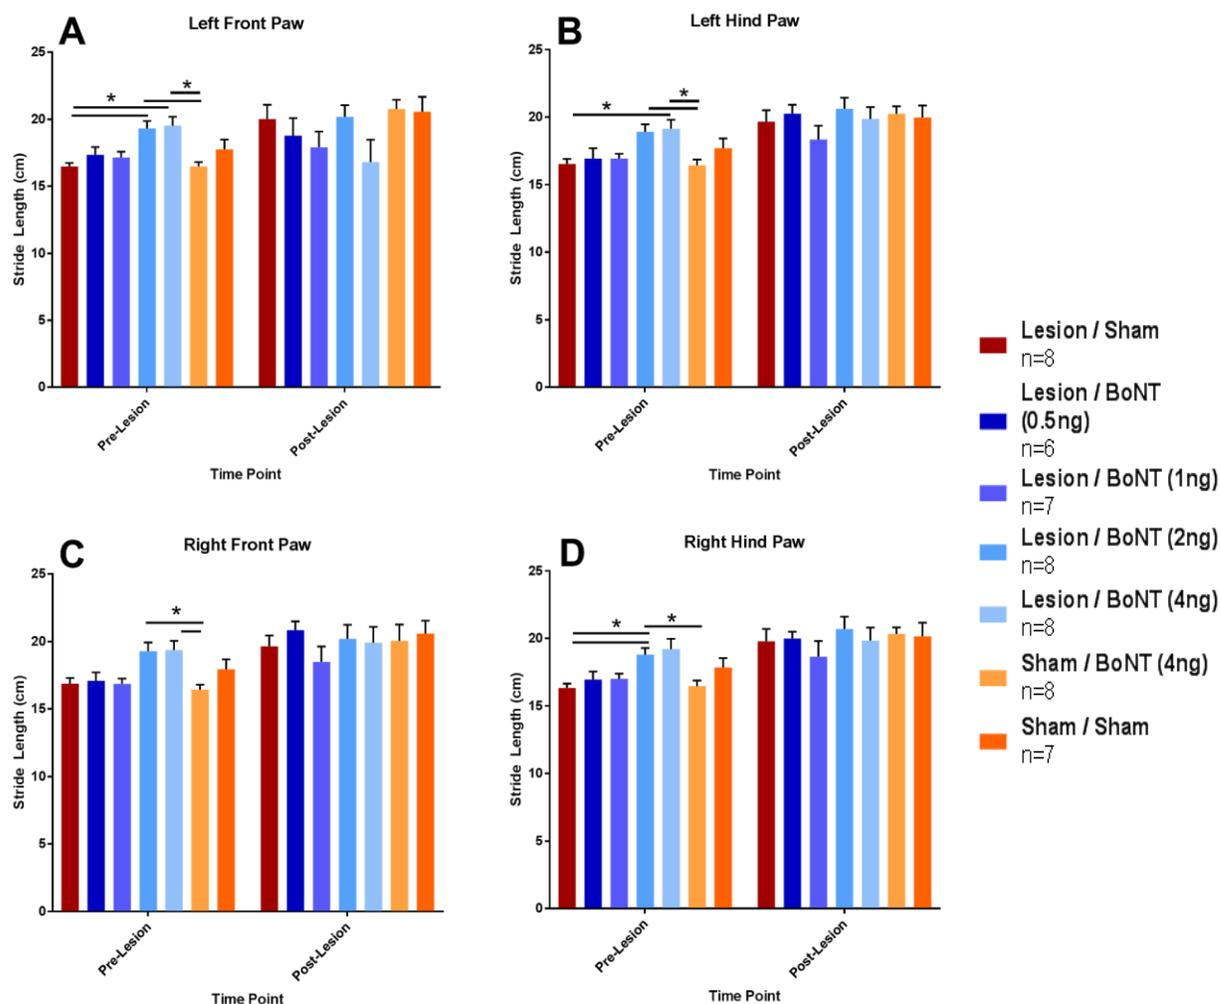 A
Left Front Paw
Stride Length (cm)
25
20
15
10
5
0
*
*
Pre-Lesion
Post-Lesion
Time Point
B
Left Hind Paw
Stride Length (cm)
25
20
15
10
5
0
*
*
Pre-Lesion
Post-Lesion
Time Point
C
Right Front Paw
Stride Length (cm)
25
20
15
10
5
0
*
Pre-Lesion
Post-Lesion
Time Point
D
Right Hind Paw
Stride Length (cm)
25
20
15
10
5
0
*
*
Pre-Lesion
Post-Lesion
Time Point
Lesion / Sham
n=8
Lesion / BoNT
(0.5ng)
n=6
Lesion / BoNT (1ng)
n=7
Lesion / BoNT (2ng)
n=8
Lesion / BoNT (4ng)
n=8
Sham / BoNT (4ng)
n=8
Sham / Sham
n=7